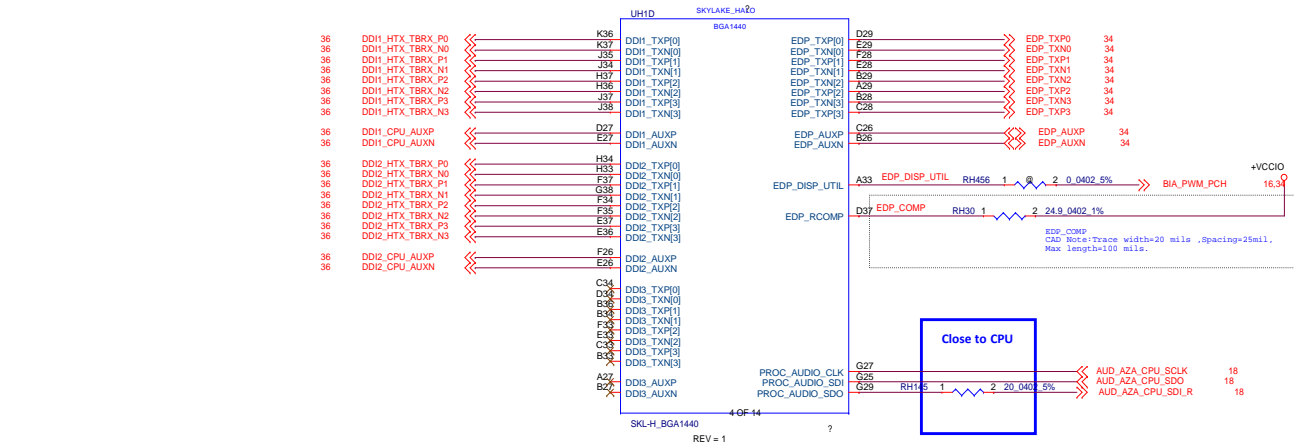 UH1D SKYLAKE_HALO ?
BGA1440
36 DDI1_HTX_TBRX_P0 K36 DDI1_TXP[0] EDP_TXP[0] D29 EDP_TXP0 34
36 DDI1_HTX_TBRX_N0 K37 DDI1_TXN[0] EDP_TXN[0] E29 EDP_TXN0 34
36 DDI1_HTX_TBRX_P1 J35 DDI1_TXP[1] EDP_TXP[1] F28 EDP_TXP1 34
36 DDI1_HTX_TBRX_N1 J34 DDI1_TXN[1] EDP_TXN[1] E28 EDP_TXN1 34
36 DDI1_HTX_TBRX_P2 H37 DDI1_TXP[2] EDP_TXN[2] B29 EDP_TXN2 34
36 DDI1_HTX_TBRX_N2 H36 DDI1_TXN[2] EDP_TXP[2] A29 EDP_TXP2 34
36 DDI1_HTX_TBRX_P3 J37 DDI1_TXP[3] EDP_TXN[3] B28 EDP_TXN3 34
36 DDI1_HTX_TBRX_N3 J38 DDI1_TXN[3] EDP_TXP[3] C28 EDP_TXP3 34
36 DDI1_CPU_AUXP D27 DDI1_AUXP EDP_AUXP C26 EDP_AUXP 34
36 DDI1_CPU_AUXN E27 DDI1_AUXN EDP_AUXN B26 EDP_AUXN 34
36 DDI2_HTX_TBRX_P0 H34 DDI2_TXP[0]
36 DDI2_HTX_TBRX_N0 H33 DDI2_TXN[0] +VCCIO
36 DDI2_HTX_TBRX_P1 F37 DDI2_TXP[1] EDP_DISP_UTIL A33 EDP_DISP_UTIL RH456 1 @ 2 0_0402_5% BIA_PWM_PCH 16,34
36 DDI2_HTX_TBRX_N1 G38 DDI2_TXN[1]
36 DDI2_HTX_TBRX_P2 F34 DDI2_TXP[2]
36 DDI2_HTX_TBRX_N2 F35 DDI2_TXN[2] EDP_RCOMP D37 EDP_COMP RH30 1 2 24.9_0402_1%
36 DDI2_HTX_TBRX_P3 E37 DDI2_TXP[3]
36 DDI2_HTX_TBRX_N3 E36 DDI2_TXN[3]
EDP_COMP
CAD Note:Trace width=20 mils ,Spacing=25mil,
Max length=100 mils.
36 DDI2_CPU_AUXP F26 DDI2_AUXP
36 DDI2_CPU_AUXN E26 DDI2_AUXN
C34 DDI3_TXP[0]
D34 DDI3_TXN[0]
B36 DDI3_TXP[1]
B34 DDI3_TXN[1]
F33 DDI3_TXP[2]
E33 DDI3_TXN[2]
C33 DDI3_TXP[3]
B33 DDI3_TXN[3]
Close to CPU
A27 DDI3_AUXP
B27 DDI3_AUXN
PROC_AUDIO_CLK G27 AUD_AZA_CPU_SCLK 18
PROC_AUDIO_SDI G25 AUD_AZA_CPU_SDO 18
PROC_AUDIO_SDO G29 RH145 1 2 20_0402_5% AUD_AZA_CPU_SDI_R 18
4 OF 14
SKL-H_BGA1440 ?
REV = 1